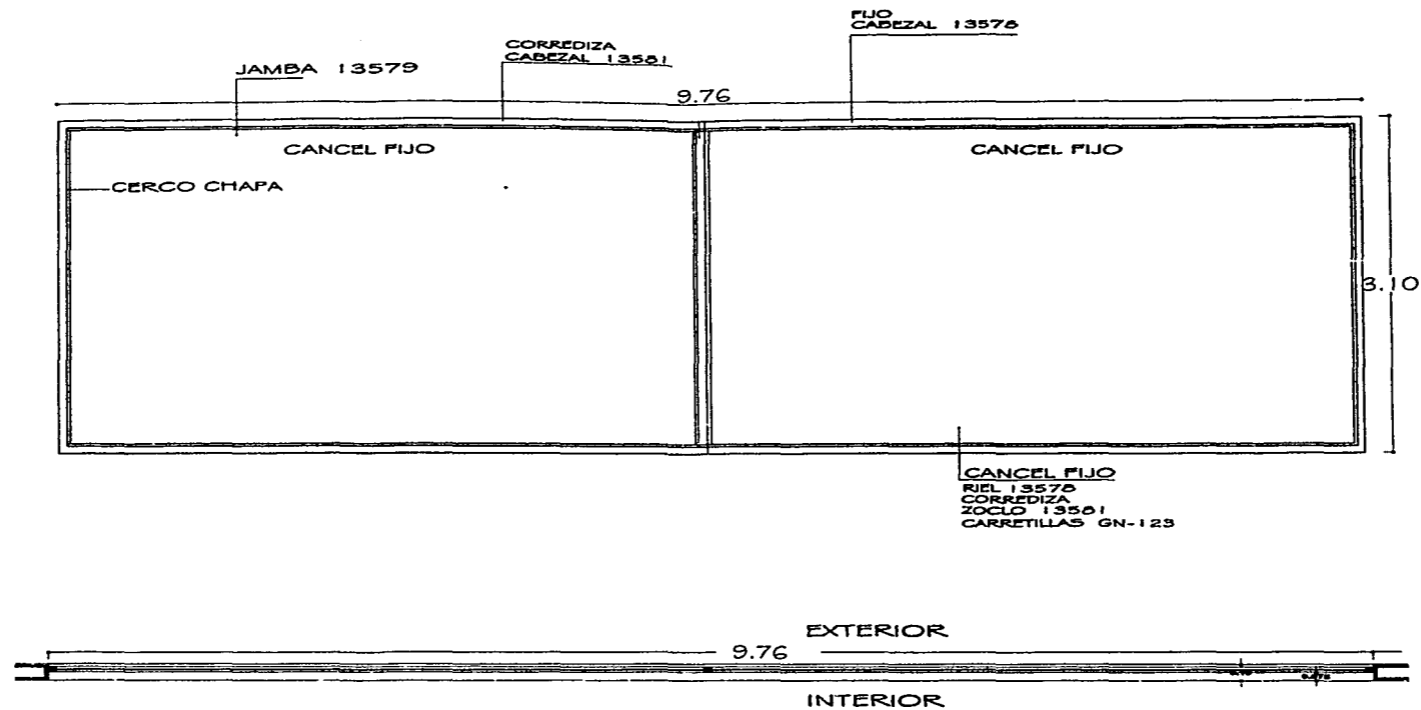 FIJO
CABEZAL 13578
CORREDIZA
CABEZAL 13581
JAMBA 13579
9.76
CANCEL FIJO
CANCEL FIJO
CERCO CHAPA
3.10
CANCEL FIJO
RIEL 13578
CORREDIZA
ZOCLO 13581
CARRETILLAS GN-123
EXTERIOR
9.76
INTERIOR